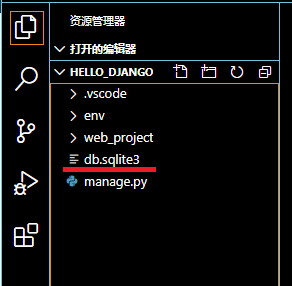 资源管理器
打开的编辑器
HELLO_DJANGO
.vscode
env
web_project
db.sqlite3
manage.py